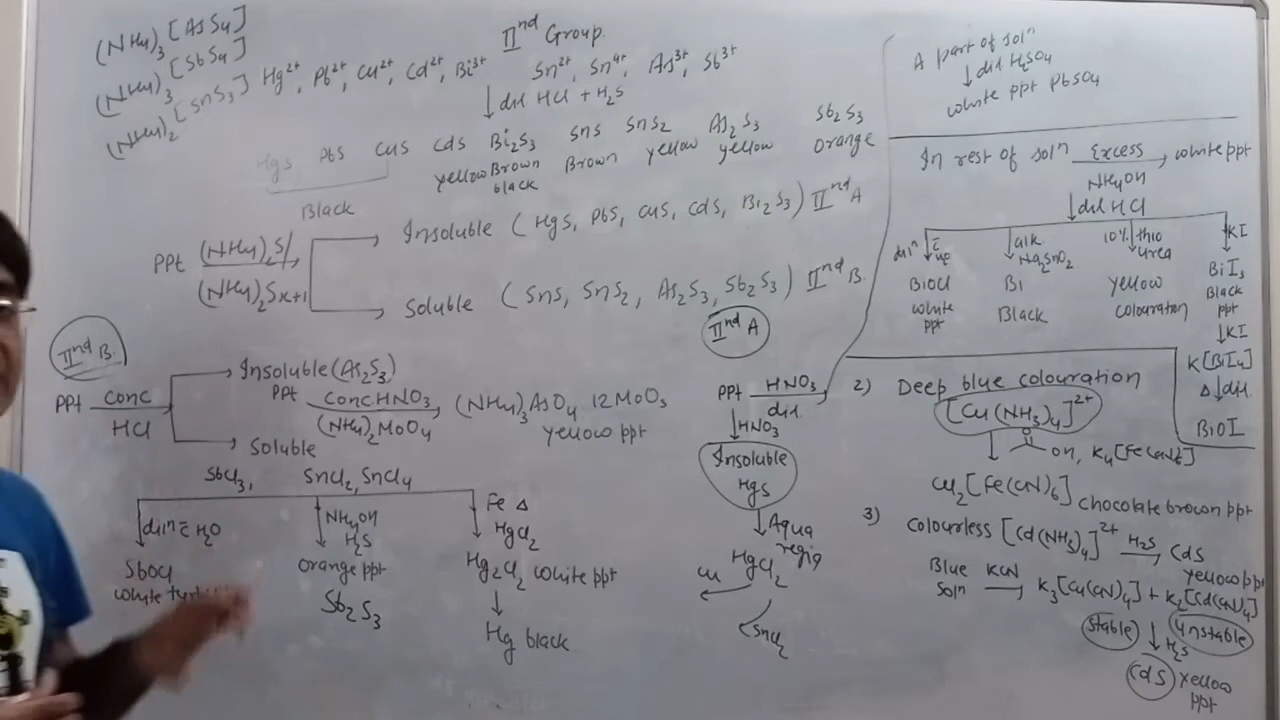 (NH4)3 [AsS4]
(NH4)3 [SbS4]
(NH4)2 [SnS3]
IInd Group
Hg2+, Pb2+, Cu2+, Cd2+, Bi3+ Sn2+, Sn4+, As3+, Sb3+
↓ dil HCl + H2S
HgS PbS CuS CdS Bi2S3 SnS SnS2 As2S3 Sb2S3
Black yellow Brown black Brown yellow yellow orange
PPt (NH4)2S/ → Insoluble (HgS, PbS, CuS, CdS, Bi2S3) IInd A
(NH4)2Sx+1 → Soluble (SnS, SnS2, As2S3, Sb2S3) IInd B.
IInd B.
PPt conc HCl → Insoluble (As2S3)
PPt Conc HNO3, (NH4)2MoO4 (NH4)3AsO4 12MoO3
yellow ppt
→ Soluble
SbCl3, SnCl2, SnCl4
↓ diln c H2O
SbOCl
white
↓ NH4OH H2S
orange ppt
Sb2S3
↓ Fe Δ HgCl2
Hg2Cl2 white ppt
↓
Hg black
IInd A
PPt HNO3 dil →
↓ HNO3
Insoluble
HgS
↓ Aqua regia
HgCl2
Cu
SnCl2
A part of soln
↓ dil H2SO4
white ppt PbSO4
In rest of soln Excess NH4OH → white ppt
↓ dil HCl
diln c H2O ↓ alk Na2SnO2 ↓ 10% thio urea ↓ KI
BiOCl Bi yellow BiI3
white ppt Black colouration Black ppt
↓ KI
K[BiI4]
Δ ↓ dil.
BiOI
2) Deep blue colouration
[Cu(NH3)4]2+
↓ O OH, K4[Fe(CN)6]
Cu2[Fe(CN)6] chocolate brown ppt
3) Colourless [Cd(NH3)4]2+ H2S → CdS
yellow ppt
Blue soln KCN → K3[Cu(CN)4] + K2[Cd(CN)4]
stable unstable
↓ H2S
CdS yellow ppt